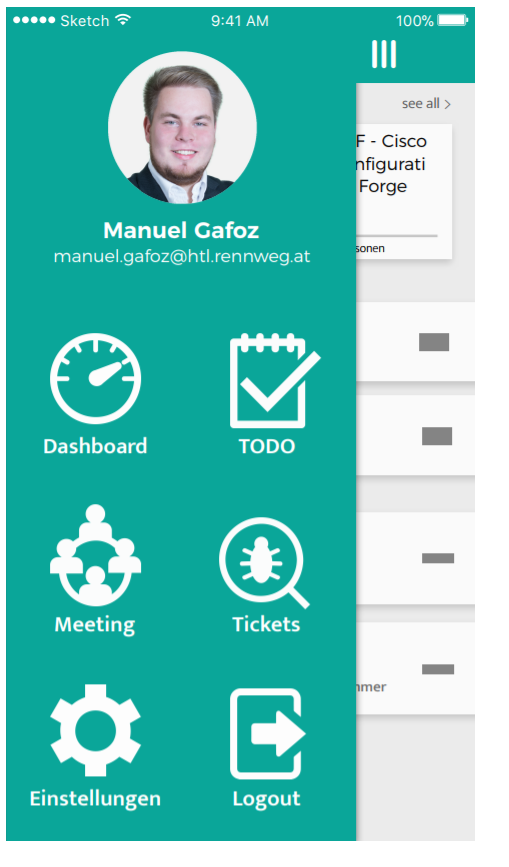 Sketch
9:41 AM
100%
see all >
F - Cisco
nfigurati
Forge
sonen
Manuel Gafoz
manuel.gafoz@htl.rennweg.at
Dashboard
TODO
Meeting
Tickets
mmer
Einstellungen
Logout